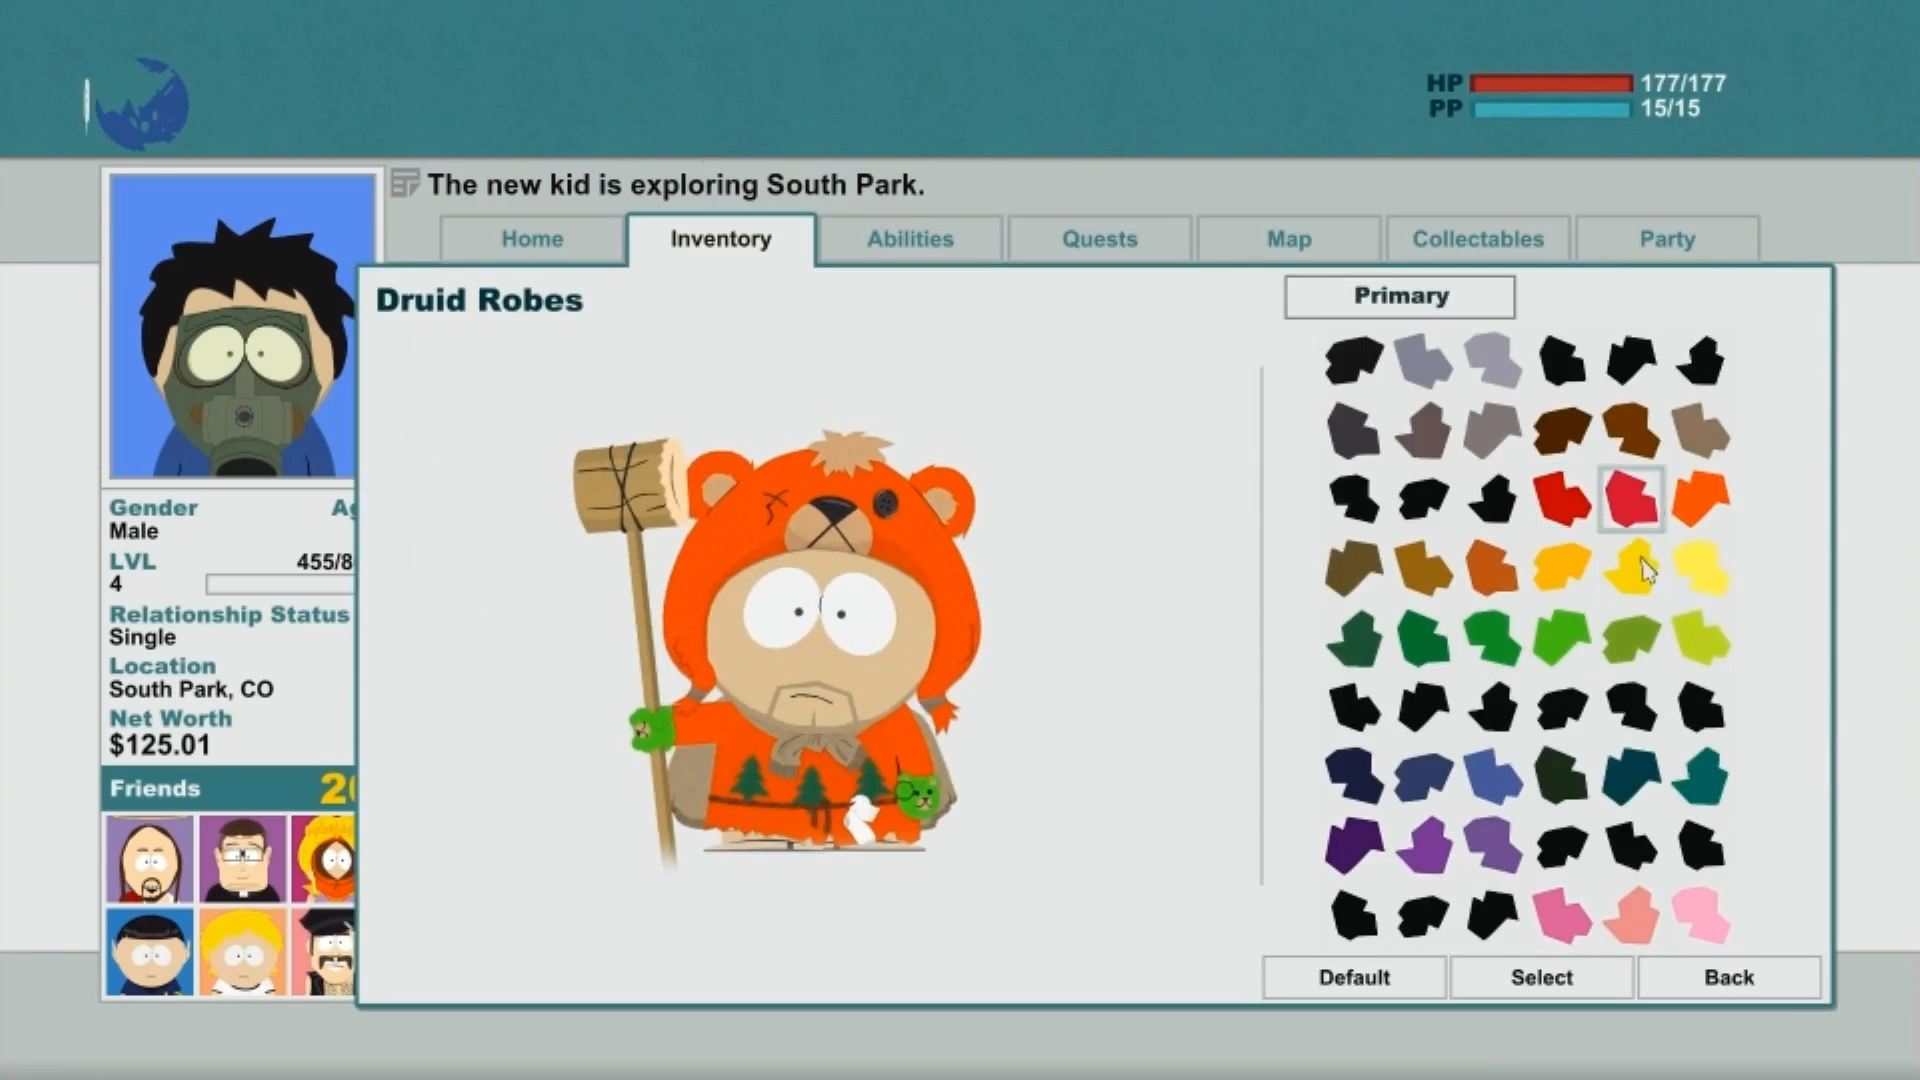 HP 177/177
PP 15/15
The new kid is exploring South Park.
Home Inventory Abilities Quests Map Collectables Party
Druid Robes
Primary
Gender
Male
LVL
4
Relationship Status
Single
Location
South Park, CO
Net Worth
$125.01
Friends
Default Select Back